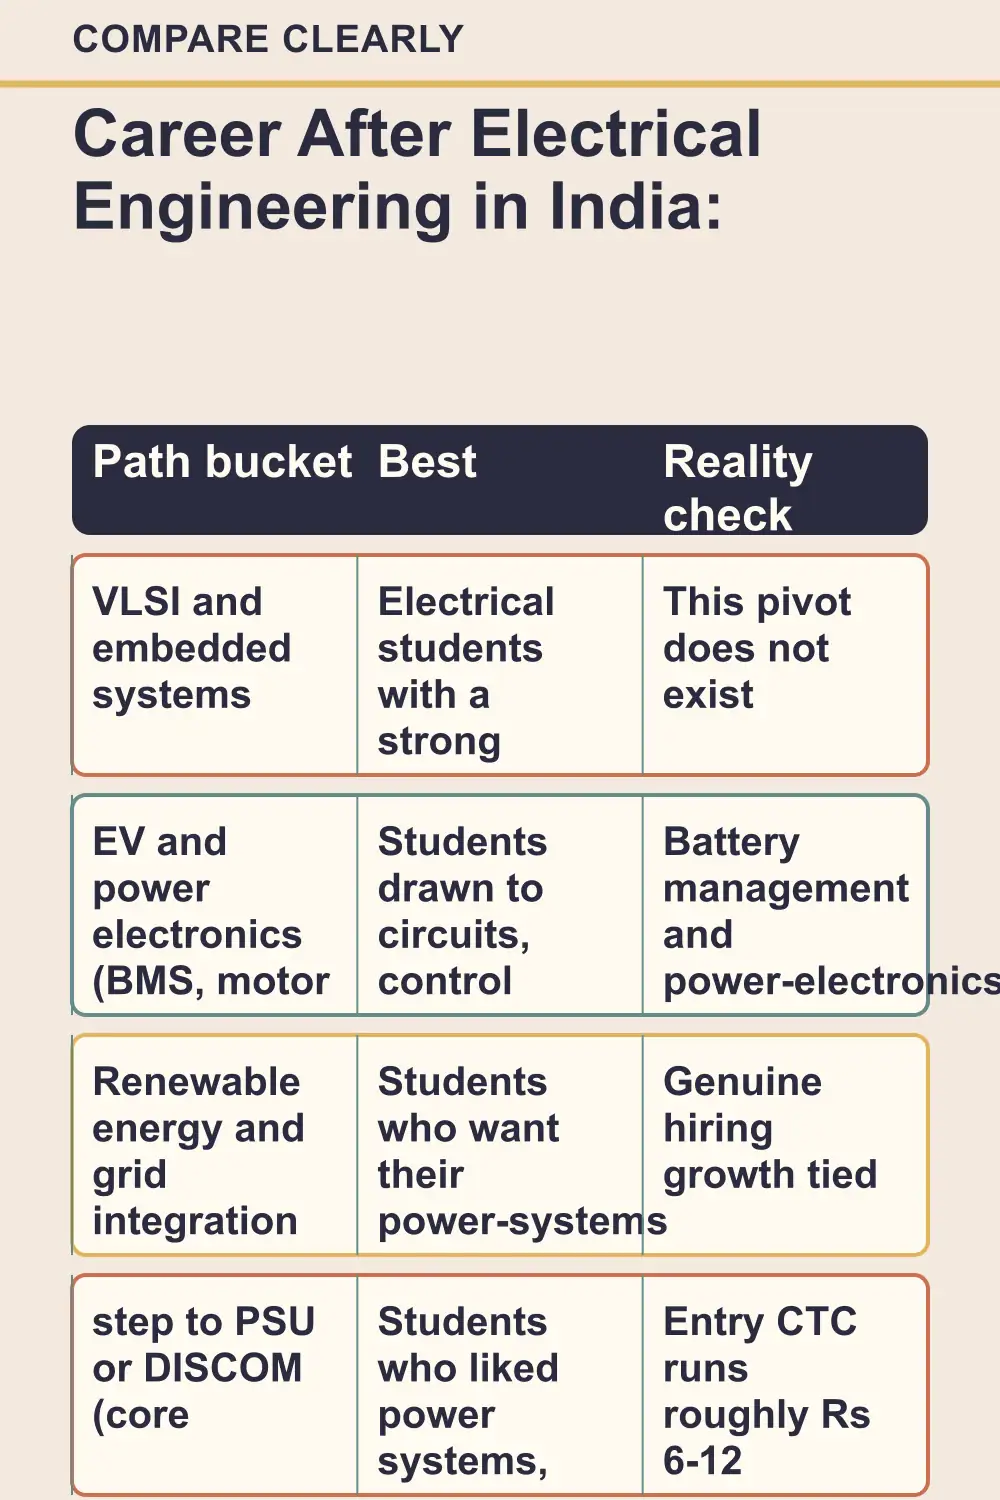 COMPARE CLEARLY
Career After Electrical
Engineering in India:
Path bucket
Best
Reality
check
VLSI and
embedded
systems
Electrical
students
with a
strong
This pivot
does not
exist
EV and
power
electronics
(BMS, motor
Students
drawn to
circuits,
control
Battery
management
and
power-electronics
Renewable
energy and
grid
integration
Students
who want
their
power-systems
Genuine
hiring
growth tied
step to PSU
or DISCOM
(core
Students
who liked
power
systems,
Entry CTC
runs
roughly Rs
6-12